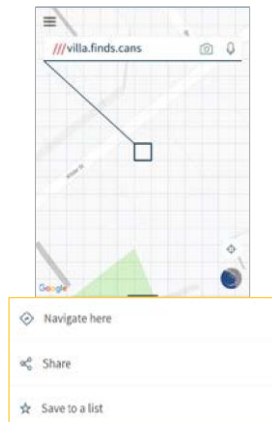 ///villa.finds.cans
Google
Navigate here
Share
Save to a list